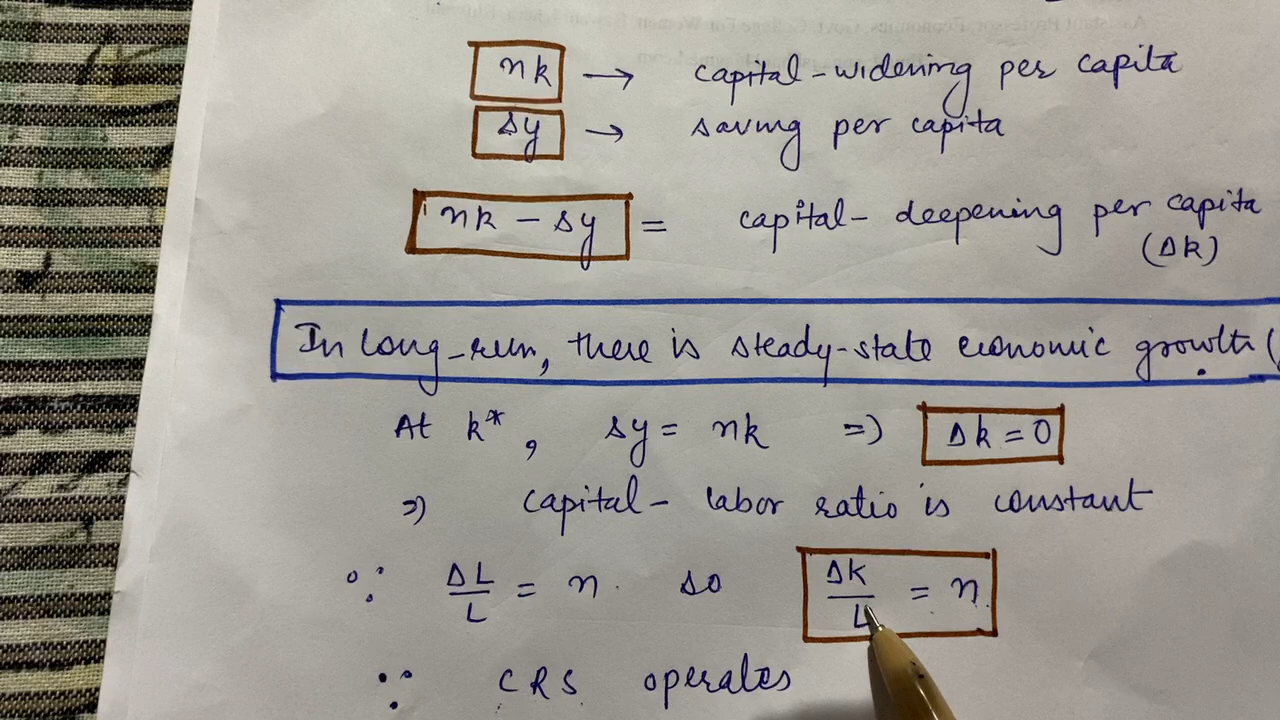 nk → capital-widening per capita
sy → saving per capita
nk - sy = capital-deepening per capita
(Δk)
In long-run, there is steady-state economic growth (
At k*, sy = nk ⇒ Δk = 0
⇒ capital-labor ratio is constant
∵ ΔL/L = n. so ΔK/L = n.
∵ CRS operates